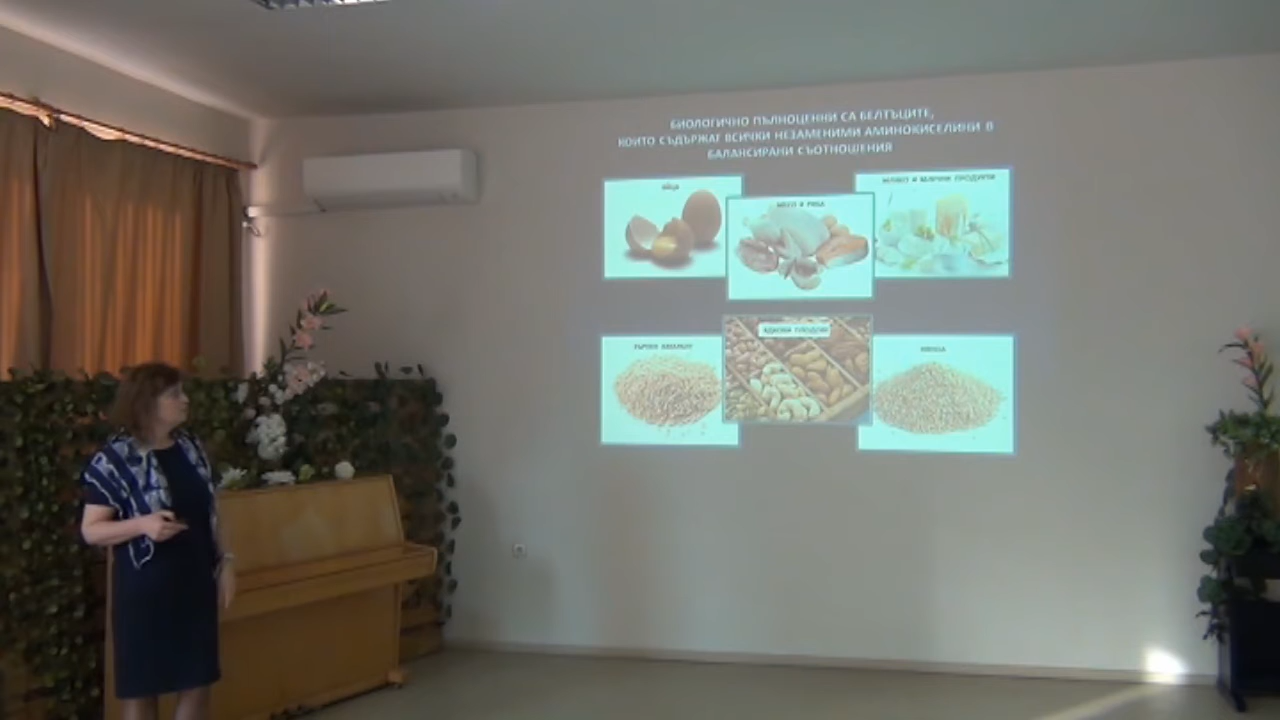 БИОЛОГИЧНО ПЪЛНОЦЕННИ СА БЕЛТЪЦИТЕ,
КОИТО СЪДЪРЖАТ ВСИЧКИ НЕЗАМЕНИМИ АМИНОКИСЕЛИНИ В
БАЛАНСИРАНИ СЪОТНОШЕНИЯ
ЯЙЦА
МЕСО И РИБА
МЛЯКО И МЛЕЧНИ ПРОДУКТИ
ЯДКОВИ ПЛОДОВЕ
КИНОА